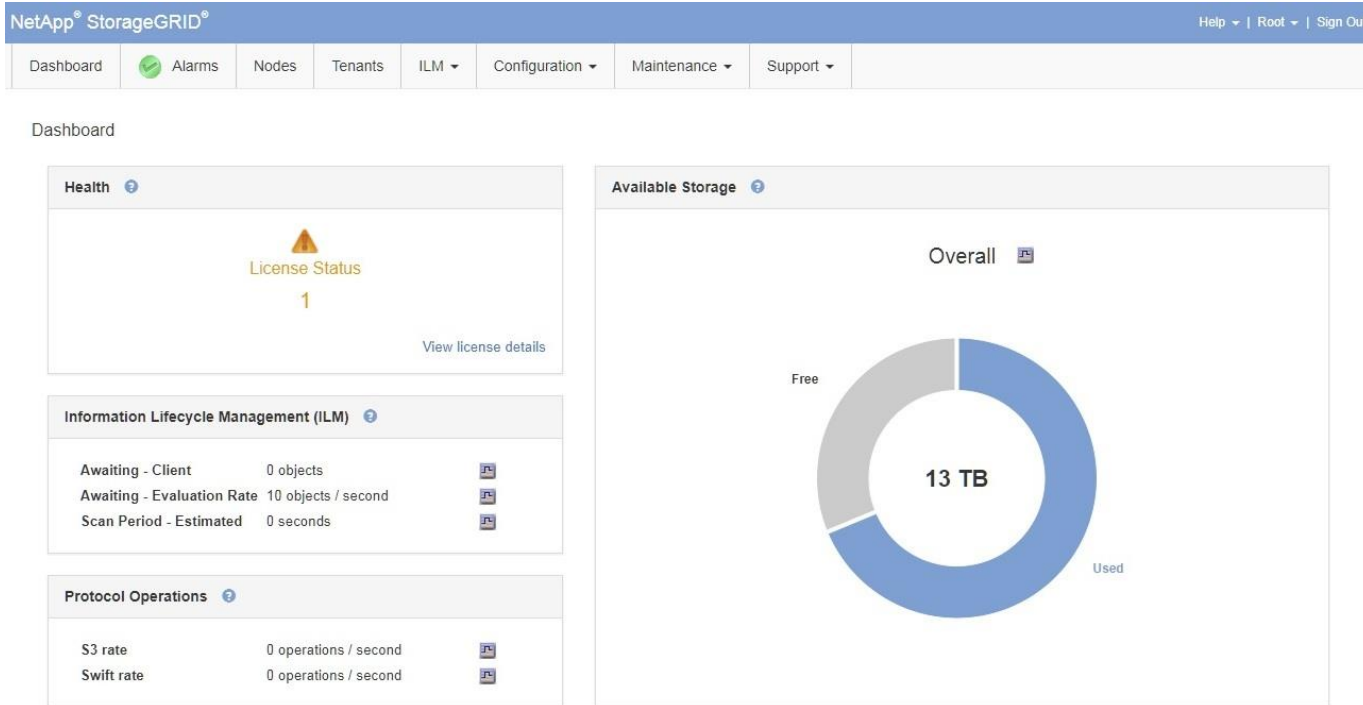 NetApp® StorageGRID®
Help | Root | Sign Ou
Dashboard Alarms Nodes Tenants ILM Configuration Maintenance Support
Dashboard
Health
License Status
1
View license details
Information Lifecycle Management (ILM)
Awaiting - Client 0 objects
Awaiting - Evaluation Rate 10 objects / second
Scan Period - Estimated 0 seconds
Protocol Operations
S3 rate 0 operations / second
Swift rate 0 operations / second
Available Storage
Overall
Free
13 TB
Used